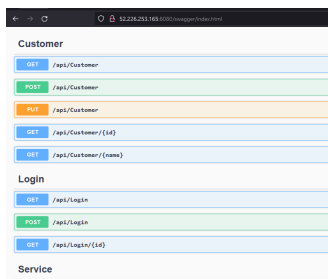 52.226.253.165:8080/swagger/index.html
Customer
GET /api/Customer
POST /api/Customer
PUT /api/Customer
GET /api/Customer/{id}
GET /api/Customer/{name}
Login
GET /api/Login
POST /api/Login
GET /api/Login/{id}
Service